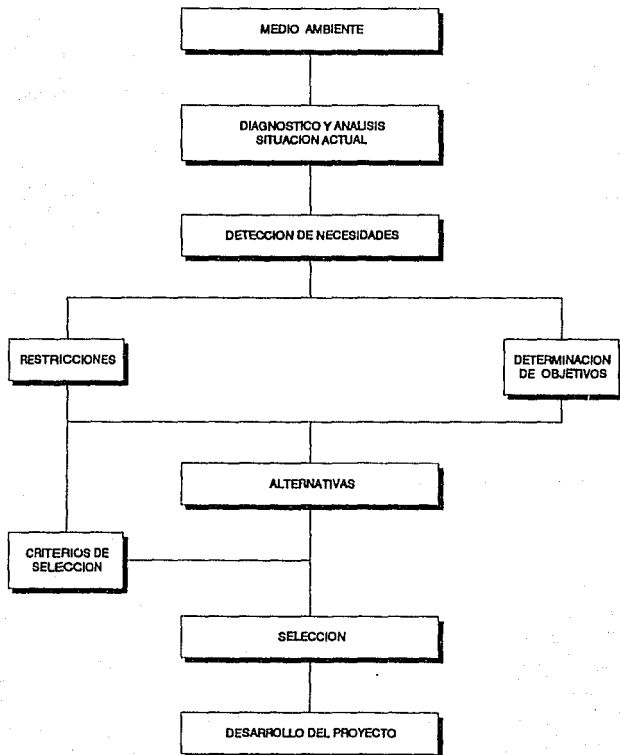 MEDIO AMBIENTE
DIAGNOSTICO Y ANALISIS
SITUACION ACTUAL
DETECCION DE NECESIDADES
RESTRICCIONES
DETERMINACION
DE OBJETIVOS
ALTERNATIVAS
CRITERIOS DE
SELECCION
SELECCION
DESARROLLO DEL PROYECTO